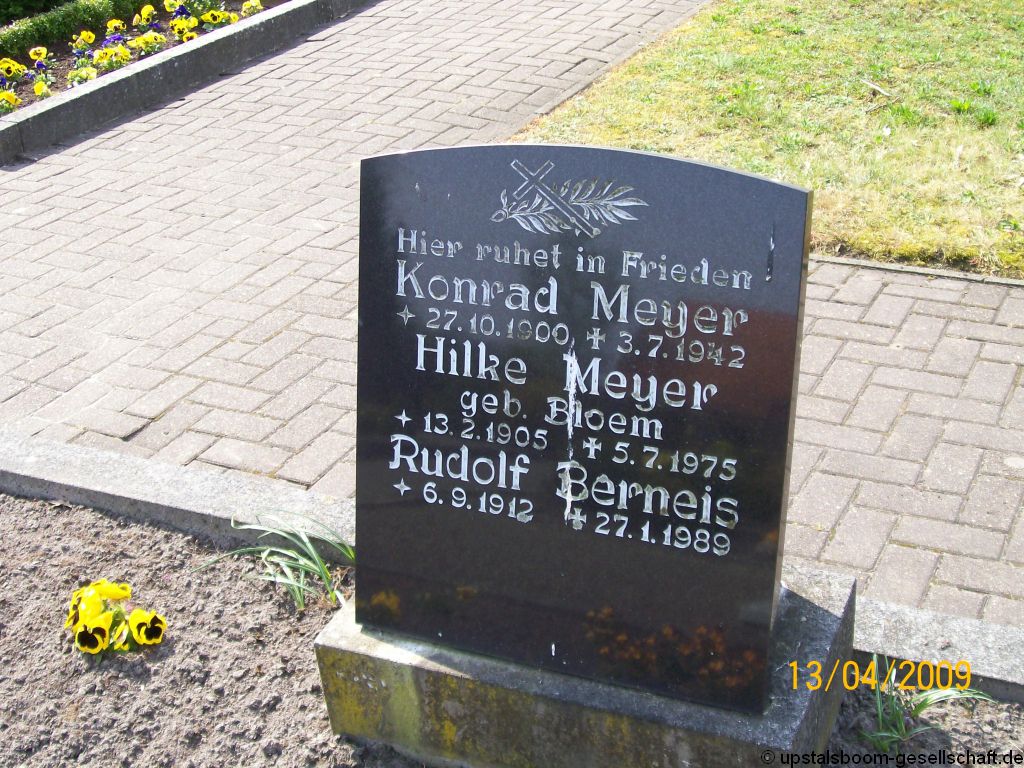 Hier ruhet in Frieden
Konrad Meyer
27.10.1900 3.7.1942
Hilke Meyer
geb. Bloem
13.2.1905 5.7.1975
Rudolf Berneis
6.9.1912 27.1.1989
13/04/2009
© upstalsboom-gesellschaft.de